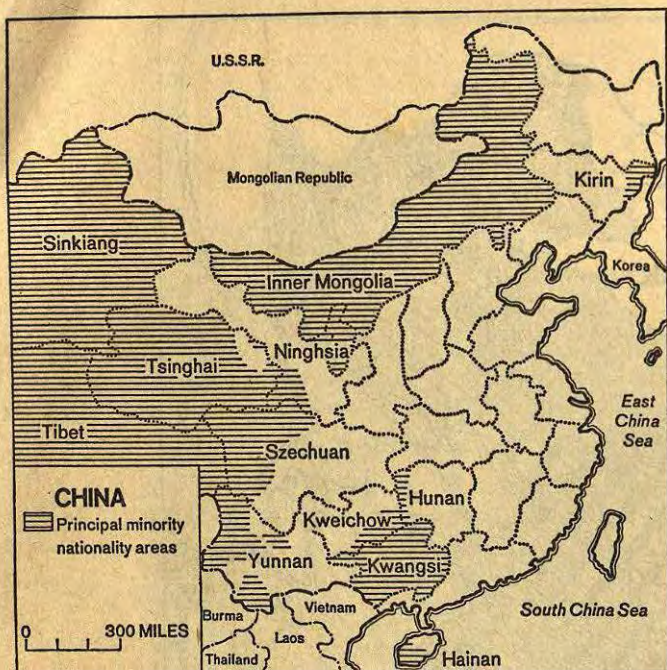 U.S.S.R.
Mongolian Republic
Kirin
Sinkiang
Korea
Inner Mongolia
Ninghsia
Tsinghai
East
China
Sea
Tibet
Szechuan
CHINA
Principal minority
nationality areas
Hunan
Kweichow
Yunnan
Kwangsi
Burma
Vietnam
South China Sea
0 300 MILES
Laos
Thailand
Hainan